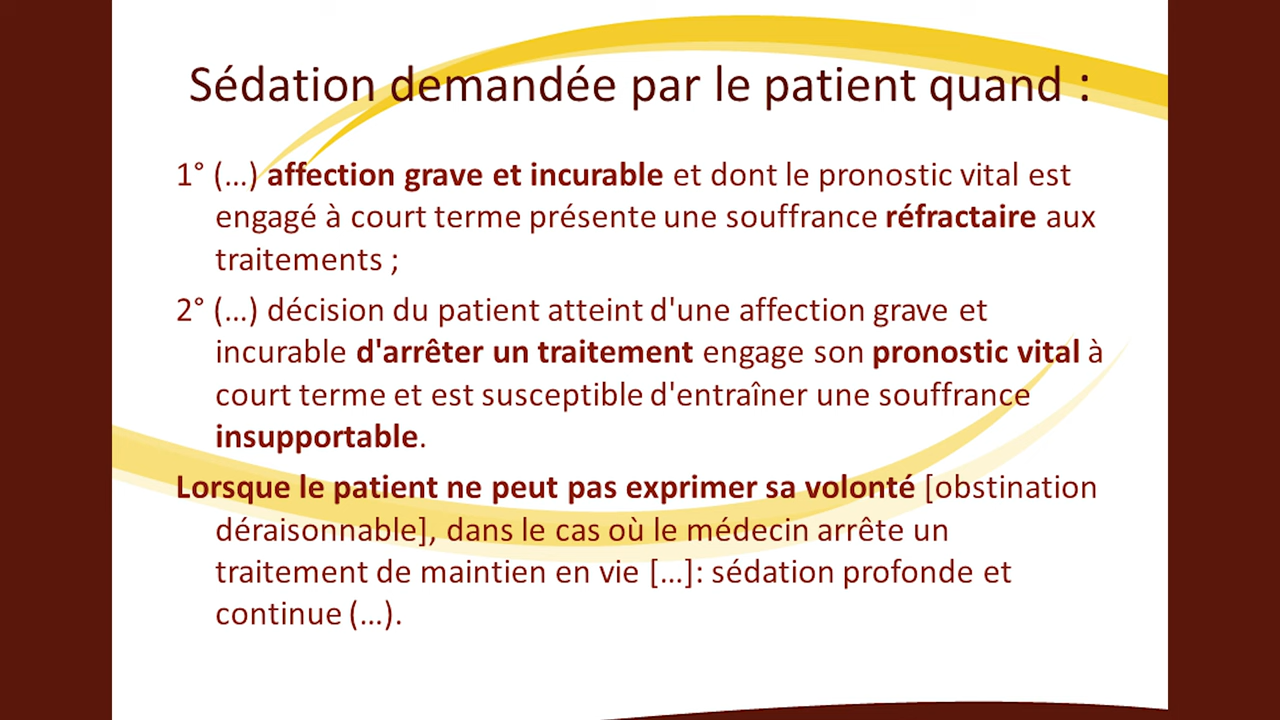 Sédation demandée par le patient quand :
1° (…) affection grave et incurable et dont le pronostic vital est
engagé à court terme présente une souffrance réfractaire aux
traitements ;
2° (…) décision du patient atteint d'une affection grave et
incurable d'arrêter un traitement engage son pronostic vital à
court terme et est susceptible d'entraîner une souffrance
insupportable.
Lorsque le patient ne peut pas exprimer sa volonté [obstination
déraisonnable], dans le cas où le médecin arrête un
traitement de maintien en vie […]: sédation profonde et
continue (…).